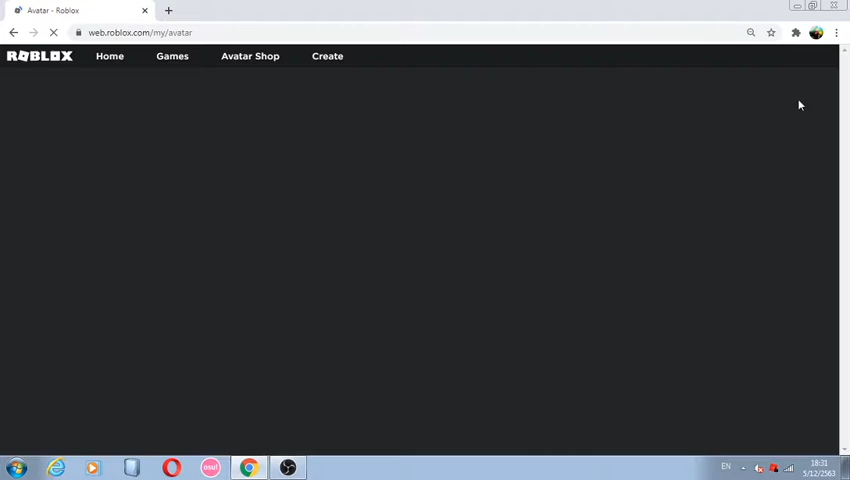 Avatar - Roblox
web.roblox.com/my/avatar
ROBLOX Home Games Avatar Shop Create
osu!
EN
18:31
5/12/2563